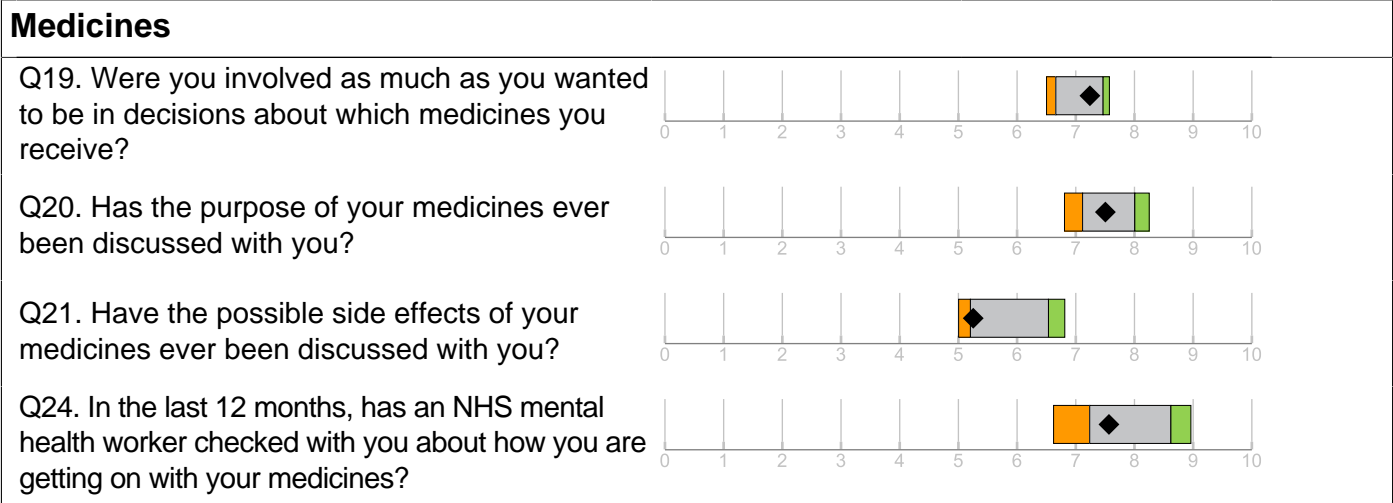 Medicines
Q19. Were you involved as much as you wanted
to be in decisions about which medicines you
receive?
0 1 2 3 4 5 6 7 8 9 10
Q20. Has the purpose of your medicines ever
been discussed with you?
0 1 2 3 4 5 6 7 8 9 10
Q21. Have the possible side effects of your
medicines ever been discussed with you?
0 1 2 3 4 5 6 7 8 9 10
Q24. In the last 12 months, has an NHS mental
health worker checked with you about how you are
getting on with your medicines?
0 1 2 3 4 5 6 7 8 9 10